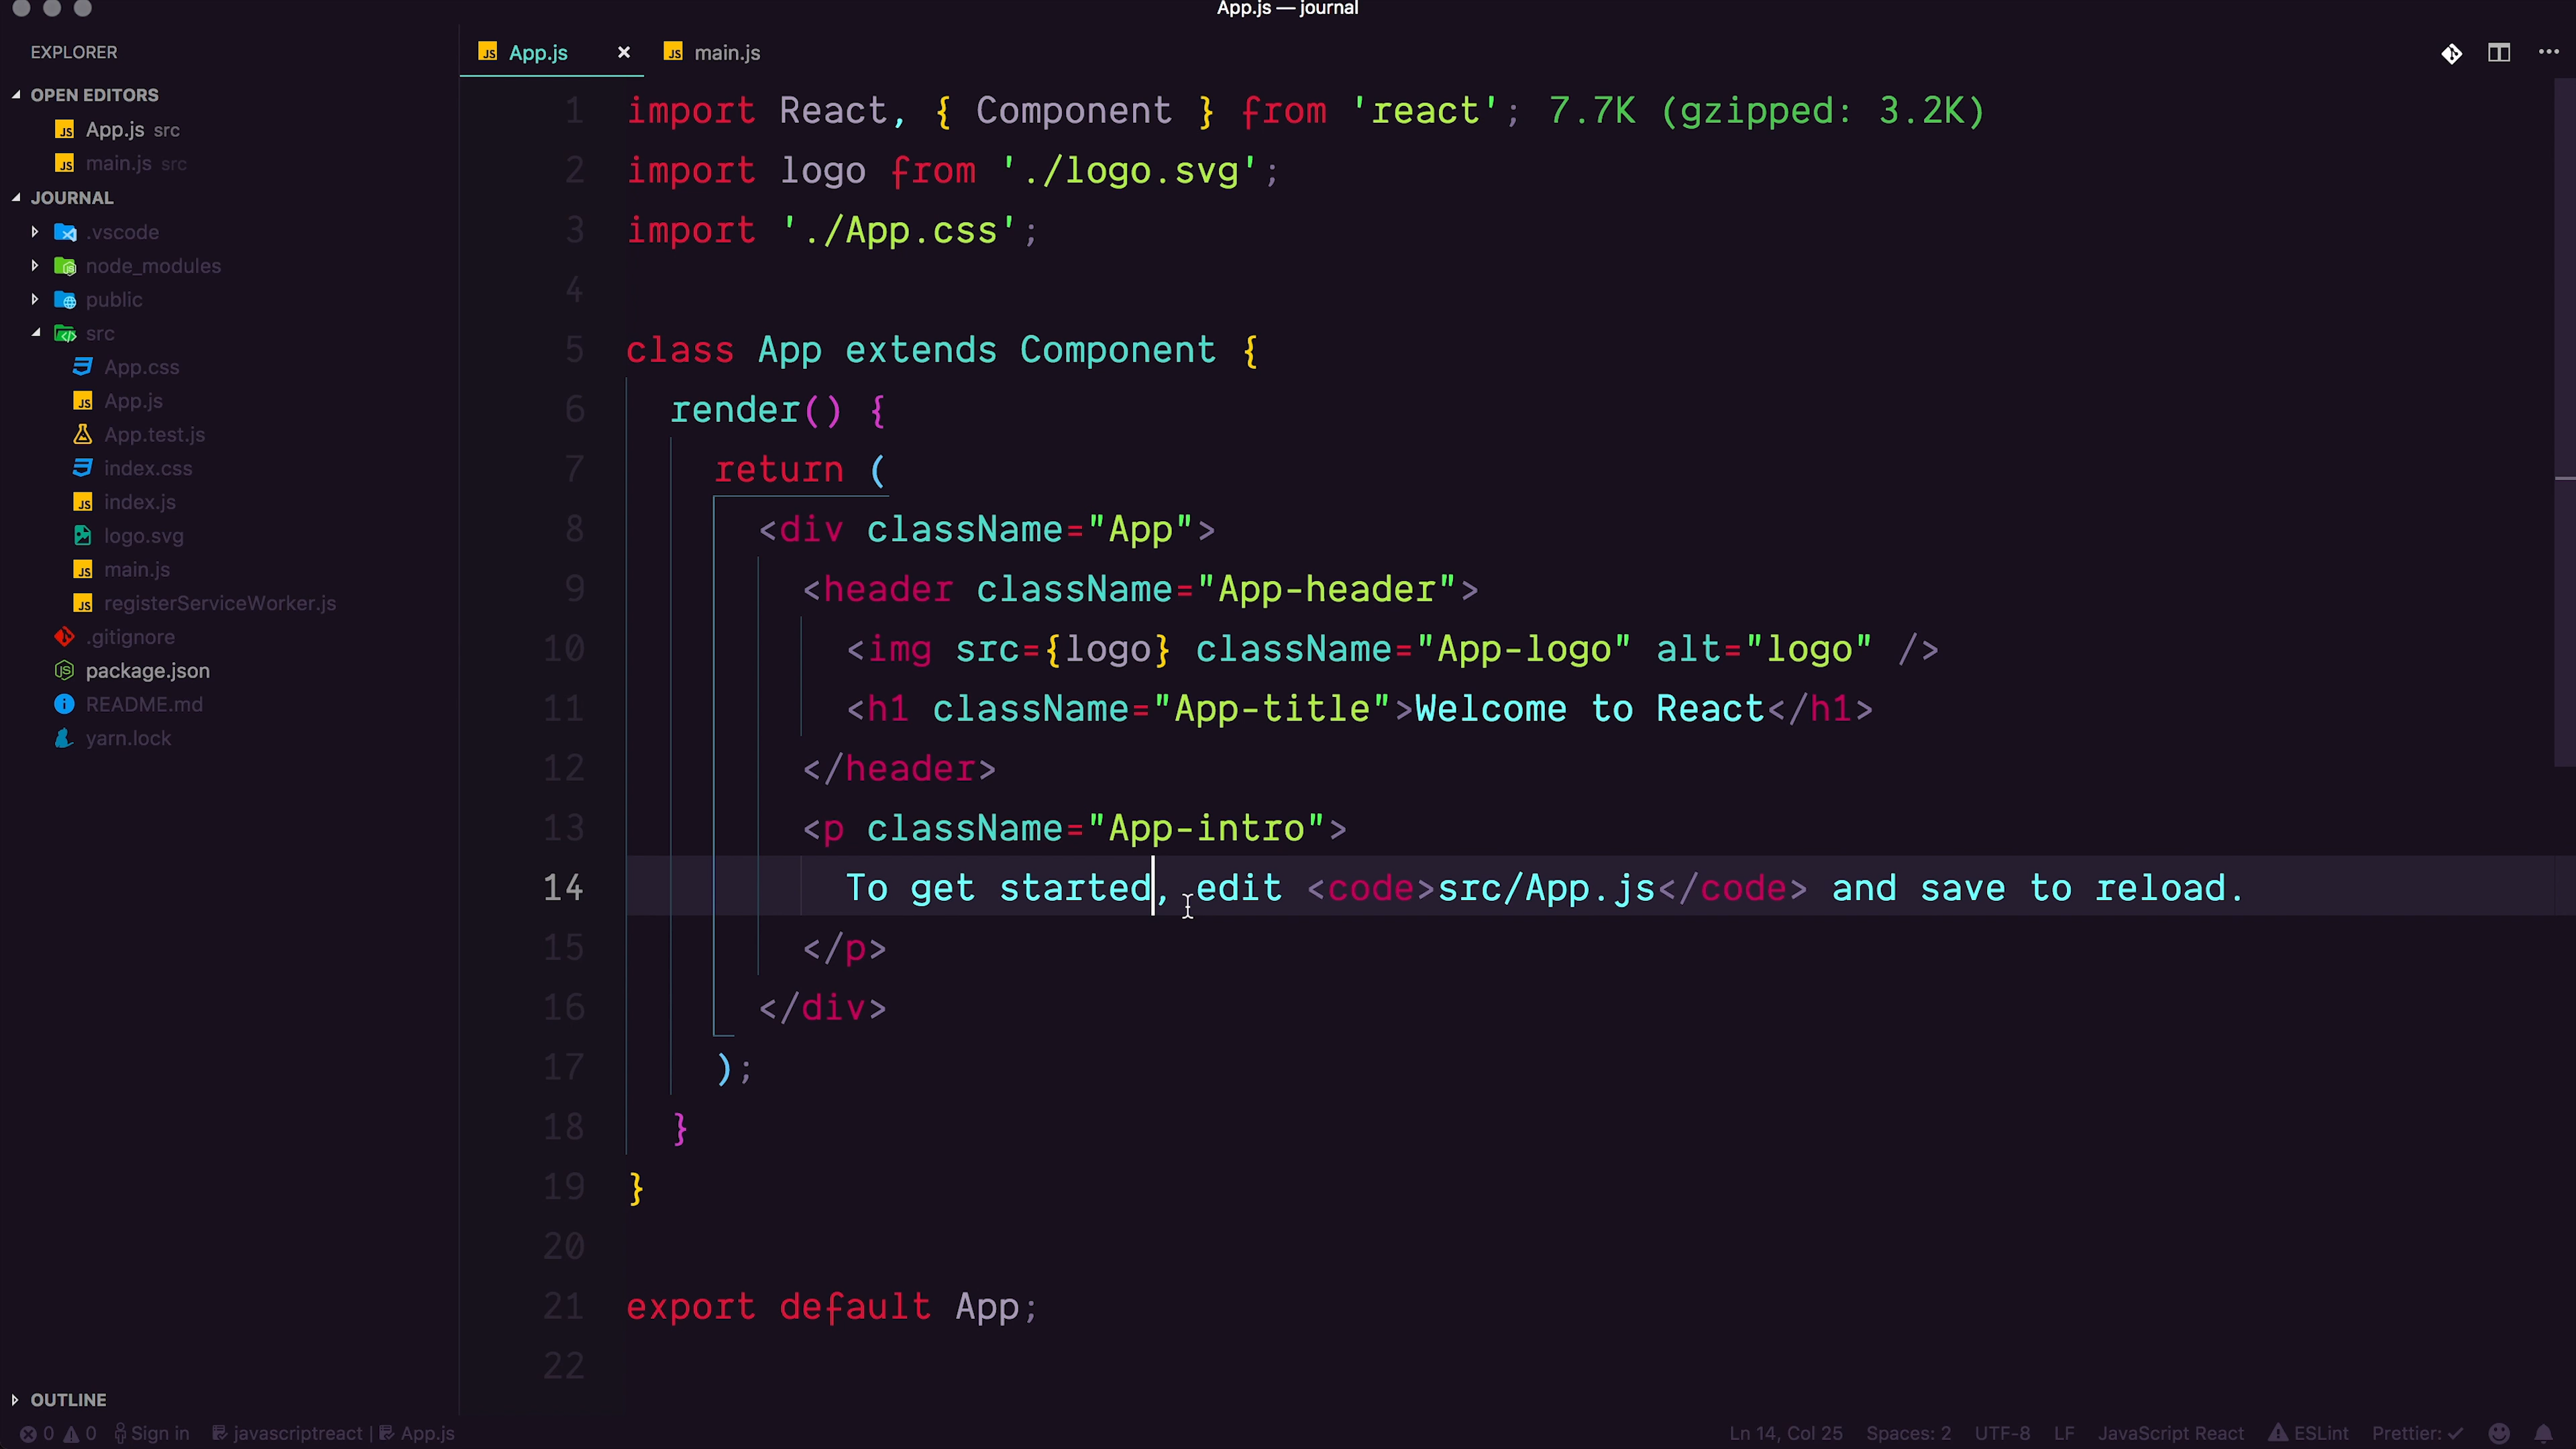 App.js — journal
EXPLORER
OPEN EDITORS
App.js src
main.js src
JOURNAL
.vscode
node_modules
public
src
App.css
App.js
App.test.js
index.css
index.js
logo.svg
main.js
registerServiceWorker.js
.gitignore
package.json
README.md
yarn.lock
OUTLINE
App.js
main.js
1 import React, { Component } from 'react'; 7.7K (gzipped: 3.2K)
2 import logo from './logo.svg';
3 import './App.css';
4
5 class App extends Component {
6 render() {
7 return (
8 <div className="App">
9 <header className="App-header">
10 <img src={logo} className="App-logo" alt="logo" />
11 <h1 className="App-title">Welcome to React</h1>
12 </header>
13 <p className="App-intro">
14 To get started, edit <code>src/App.js</code> and save to reload.
15 </p>
16 </div>
17 );
18 }
19 }
20
21 export default App;
22
0 0 Sign in javascriptreact | App.js
Ln 14, Col 25 Spaces: 2 UTF-8 LF JavaScript React ESLint Prettier: ✓